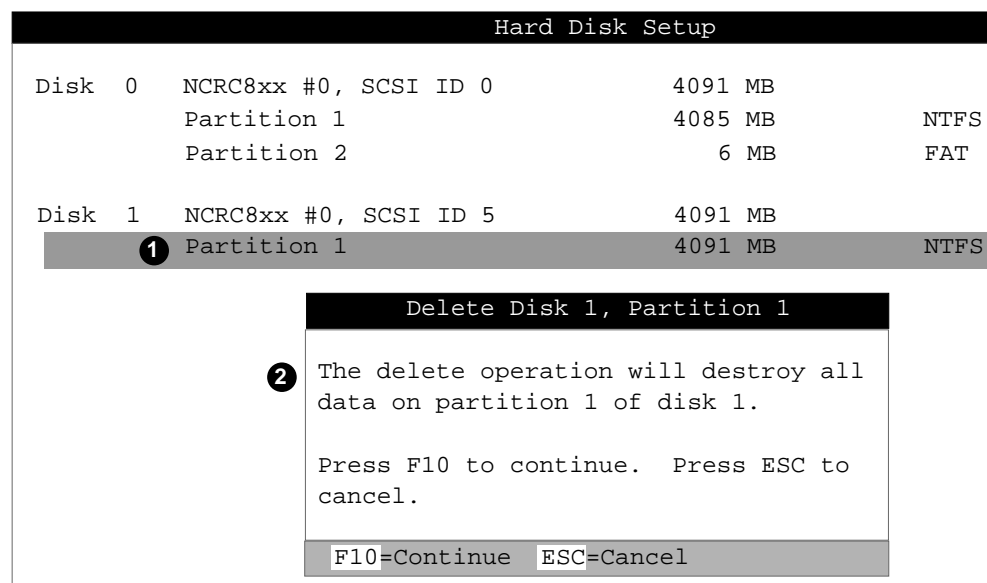 Hard Disk Setup
Disk 0 NCRC8xx #0, SCSI ID 0 4091 MB
Partition 1 4085 MB NTFS
Partition 2 6 MB FAT
Disk 1 NCRC8xx #0, SCSI ID 5 4091 MB
1 Partition 1 4091 MB NTFS
Delete Disk 1, Partition 1
2 The delete operation will destroy all
data on partition 1 of disk 1.
Press F10 to continue. Press ESC to
cancel.
F10=Continue ESC=Cancel